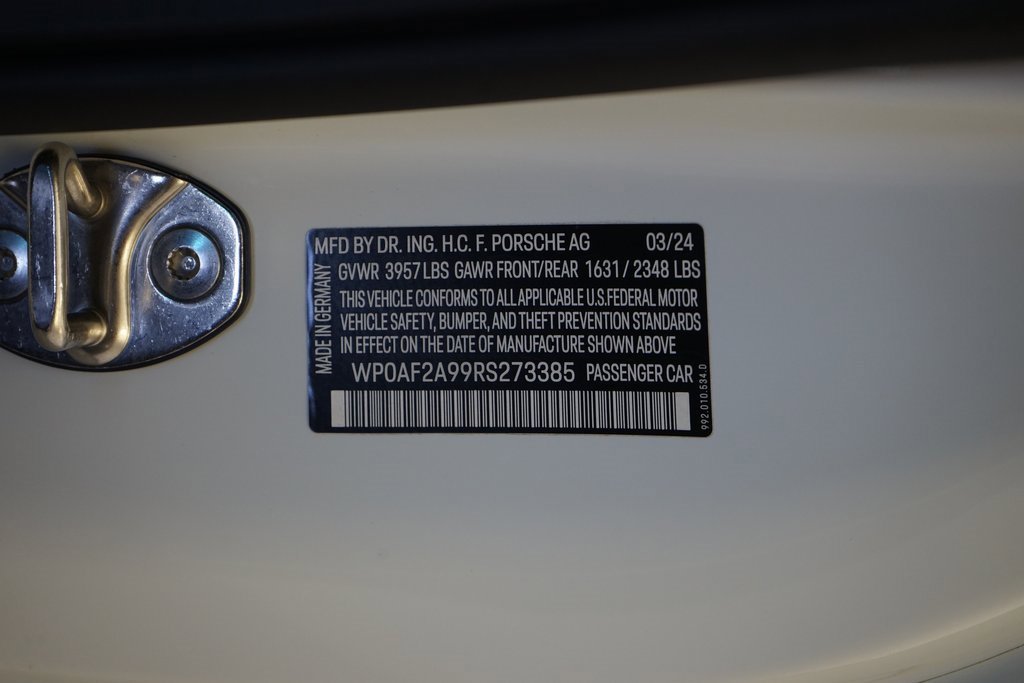 MFD BY DR. ING. H.C. F. PORSCHE AG 03/24
GVWR 3957 LBS GAWR FRONT/REAR 1631 / 2348 LBS
THIS VEHICLE CONFORMS TO ALL APPLICABLE U.S. FEDERAL MOTOR
VEHICLE SAFETY, BUMPER, AND THEFT PREVENTION STANDARDS
IN EFFECT ON THE DATE OF MANUFACTURE SHOWN ABOVE
WP0AF2A99RS273385 PASSENGER CAR
MADE IN GERMANY
992.010.534.0